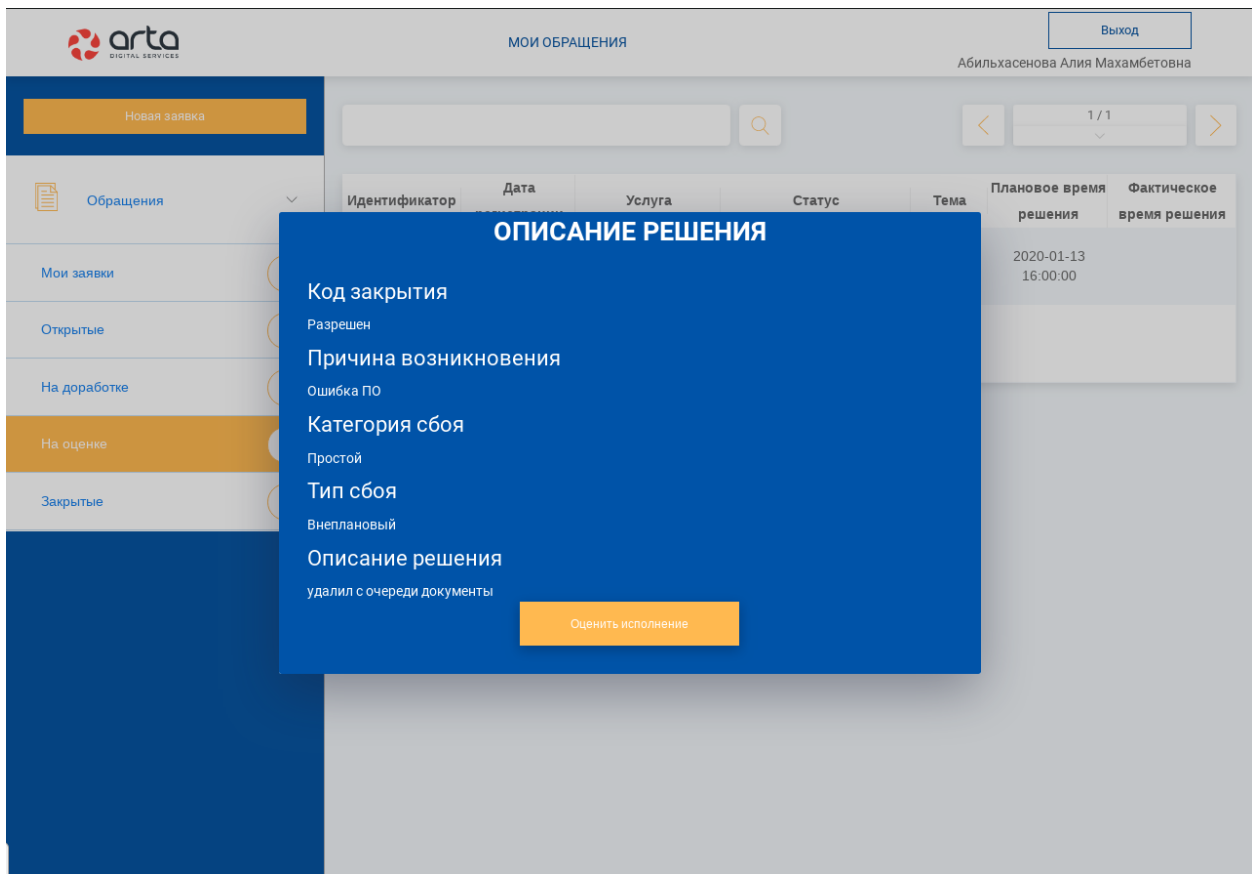 arta
DIGITAL SERVICES
МОИ ОБРАЩЕНИЯ
Выход
Абильхасенова Алия Махамбетовна
Новая заявка
1 / 1
Обращения
Мои заявки
Открытые
На доработке
На оценке
Закрытые
Идентификатор
Дата
регистрации
Услуга
Статус
Тема
Плановое время
решения
Фактическое
время решения
2020-01-13
16:00:00
ОПИСАНИЕ РЕШЕНИЯ
Код закрытия
Разрешен
Причина возникновения
Ошибка ПО
Категория сбоя
Простой
Тип сбоя
Внеплановый
Описание решения
удалил с очереди документы
Оценить исполнение